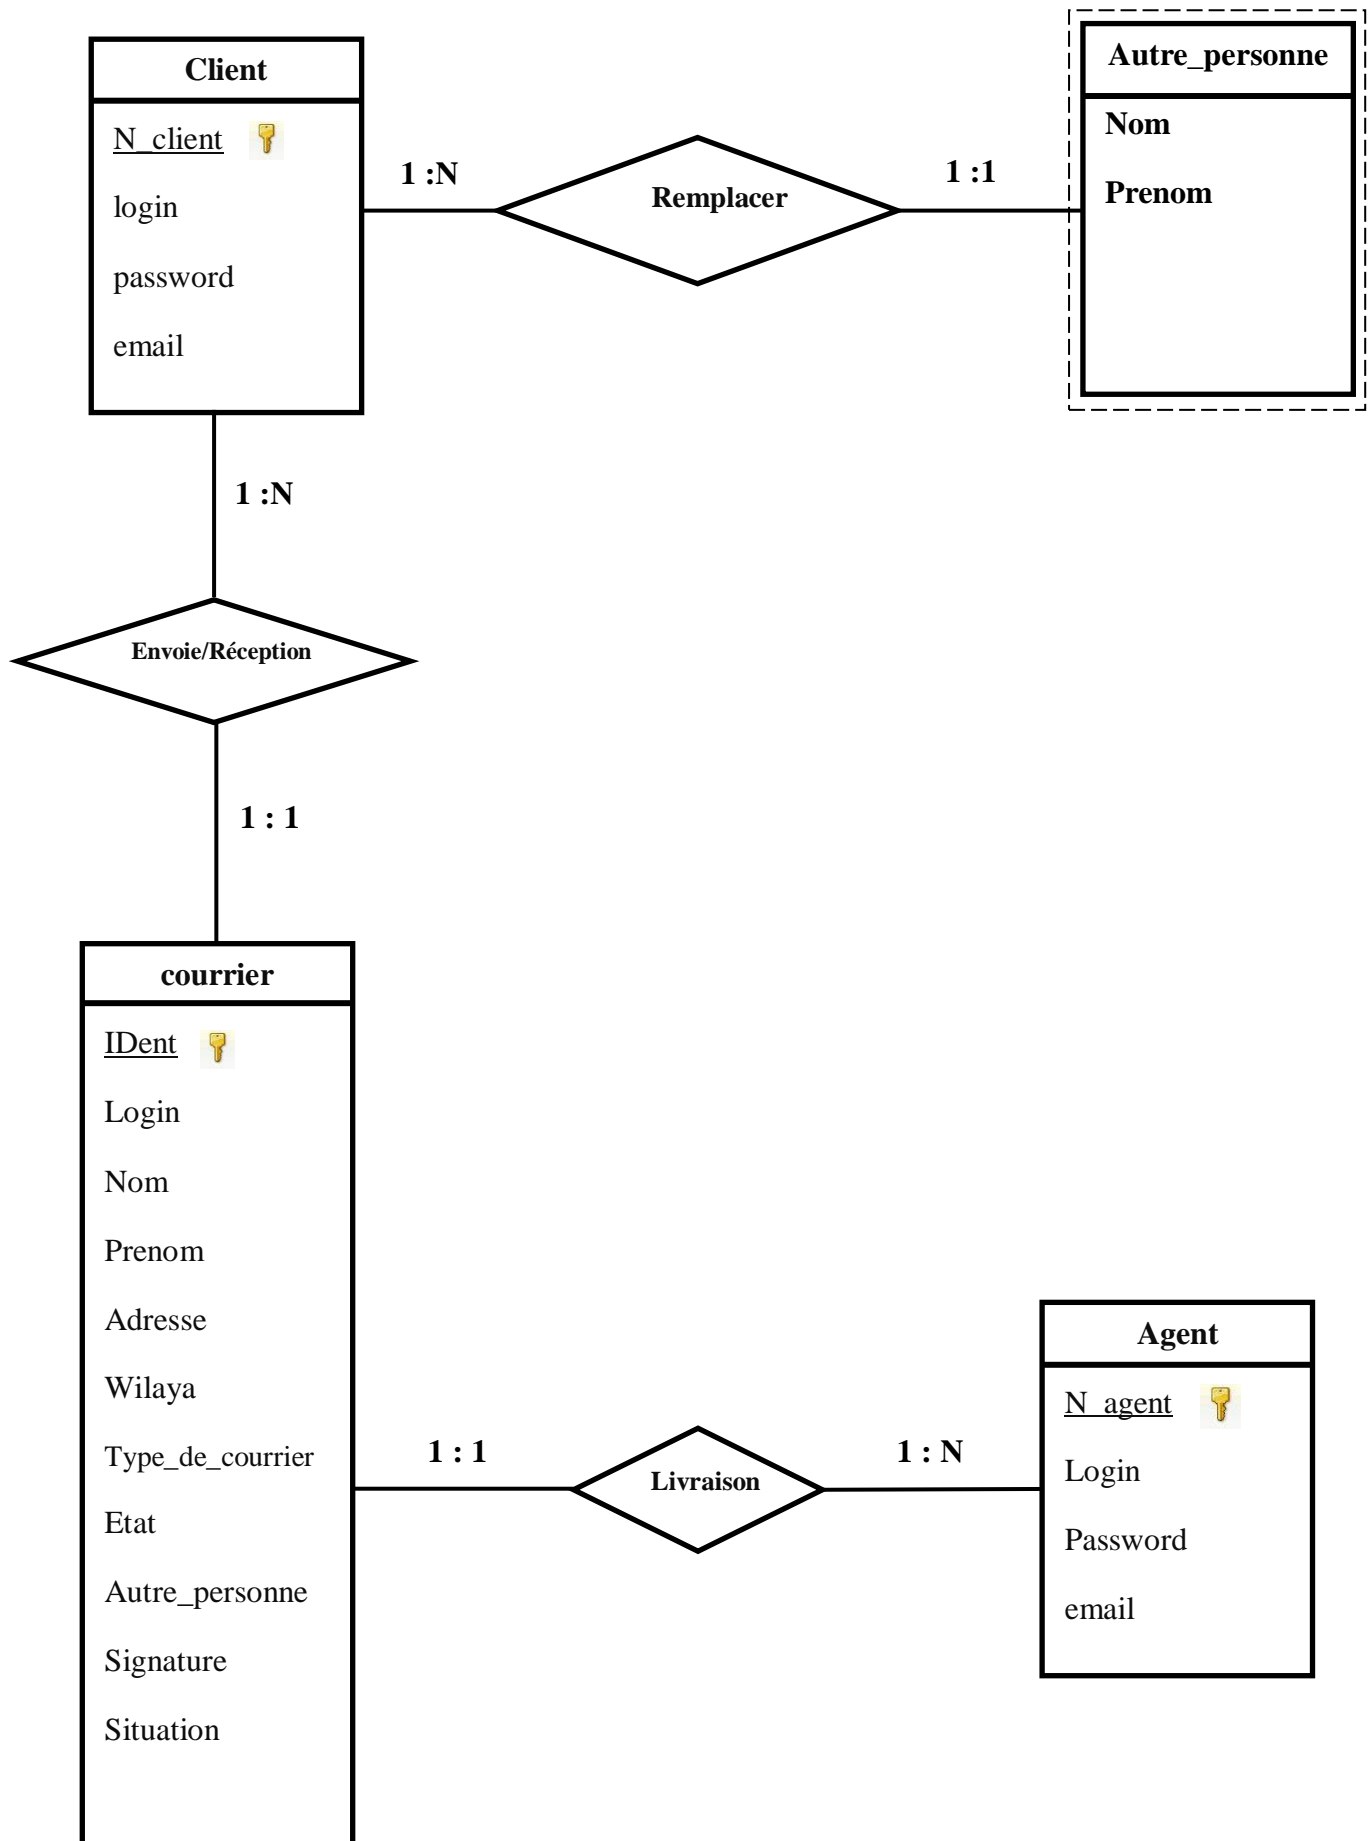 Client
N_client
login
password
email
1 :N
Remplacer
1 :1
Autre_personne
Nom
Prenom
1 :N
Envoie/Réception
1 : 1
courrier
IDent
Login
Nom
Prenom
Adresse
Wilaya
Type_de_courrier
Etat
Autre_personne
Signature
Situation
1 : 1
Livraison
1 : N
Agent
N_agent
Login
Password
email